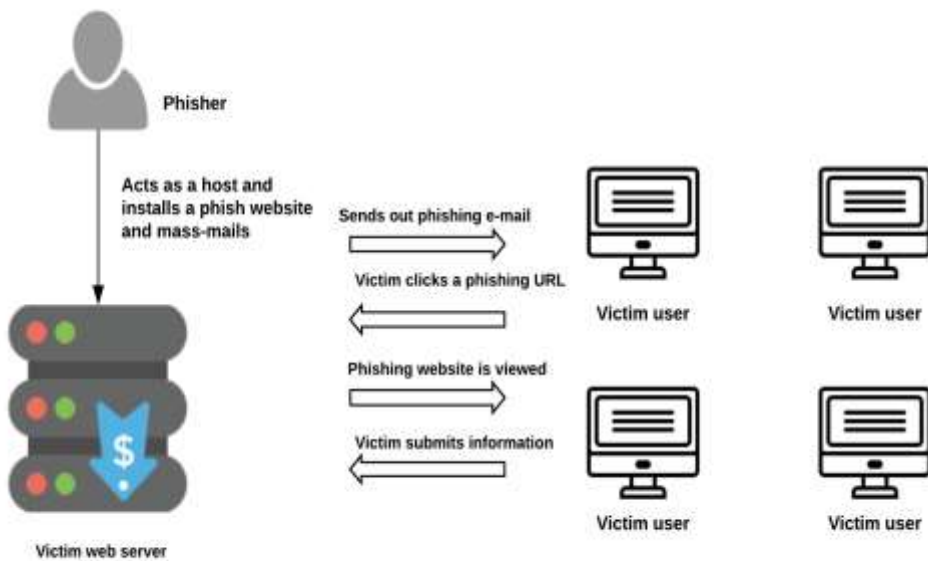 Phisher
Acts as a host and
installs a phish website
and mass-mails
Sends out phishing e-mail
Victim clicks a phishing URL
Victim user
Victim user
Phishing website is viewed
Victim submits information
$
Victim user
Victim user
Victim web server